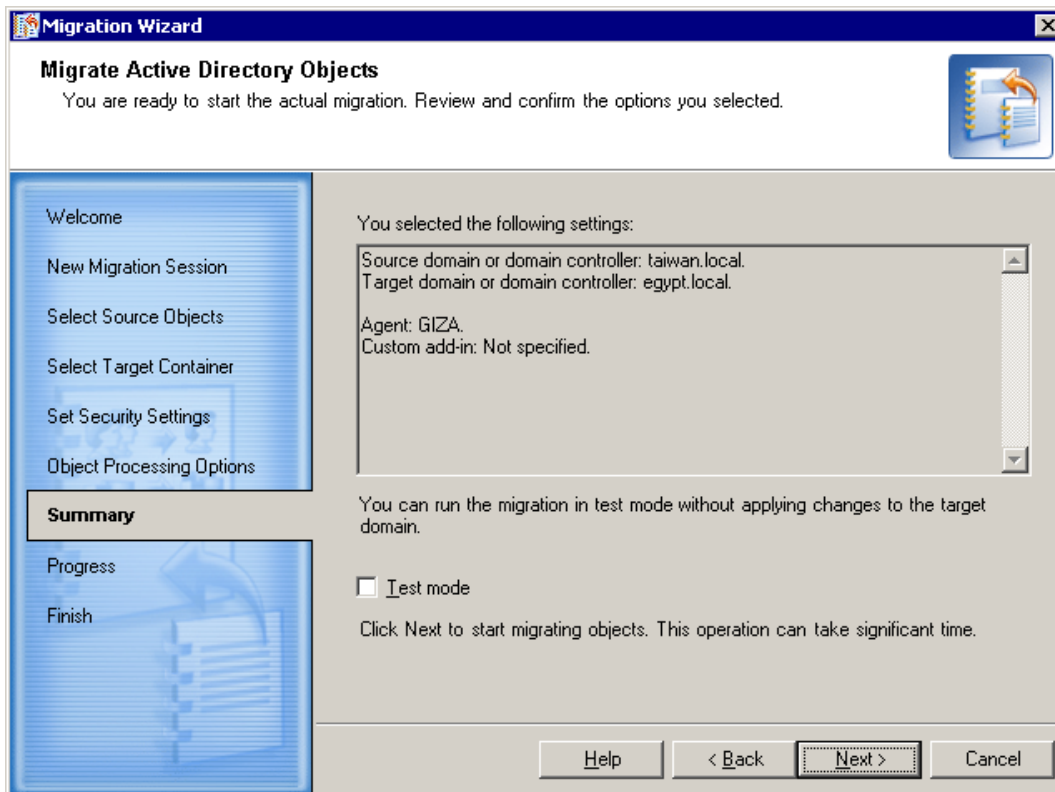 Migration Wizard
Migrate Active Directory Objects
You are ready to start the actual migration. Review and confirm the options you selected.
Welcome
New Migration Session
Select Source Objects
Select Target Container
Set Security Settings
Object Processing Options
Summary
Progress
Finish
You selected the following settings:
Source domain or domain controller: taiwan.local.
Target domain or domain controller: egypt.local.
Agent: GIZA.
Custom add-in: Not specified.
You can run the migration in test mode without applying changes to the target
domain.
Test mode
Click Next to start migrating objects. This operation can take significant time.
Help
< Back
Next >
Cancel